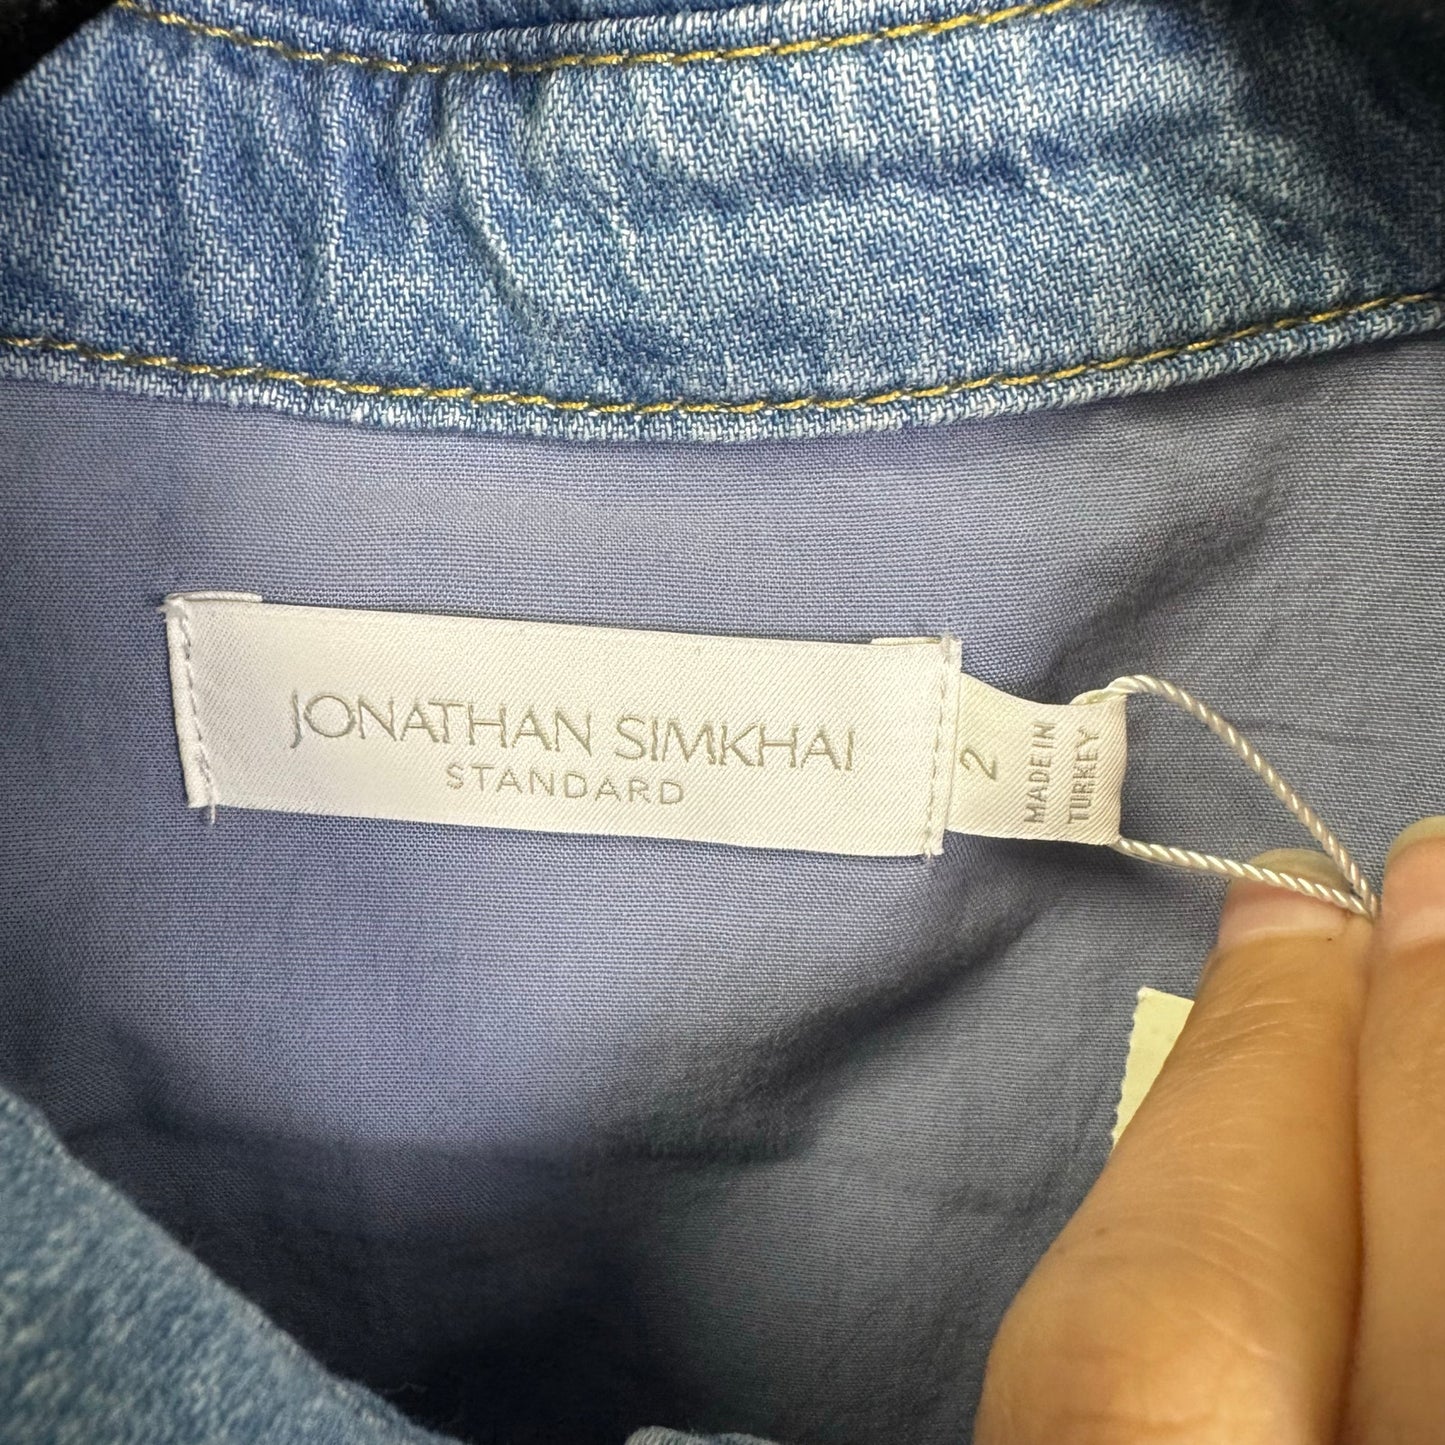 JONATHAN SIMKHAI
STANDARD
2
MADE IN
TURKEY